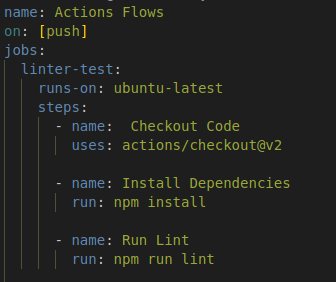 name: Actions Flows
on: [push]
jobs:
  linter-test:
    runs-on: ubuntu-latest
    steps:
      - name:  Checkout Code
        uses: actions/checkout@v2

      - name: Install Dependencies
        run: npm install

      - name: Run Lint
        run: npm run lint